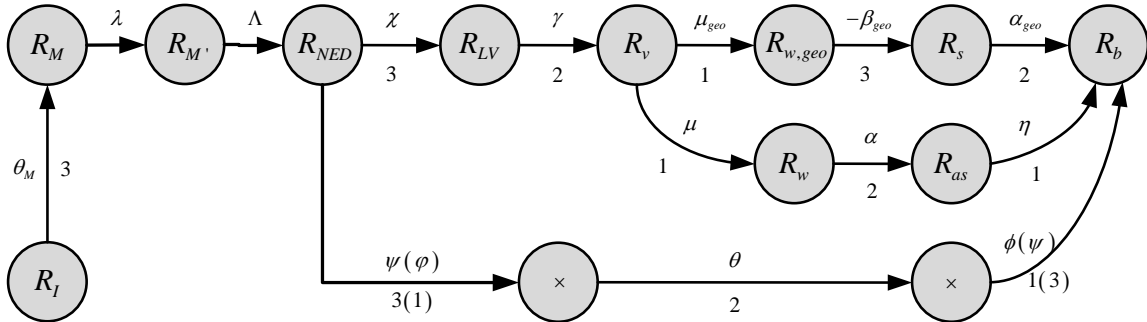 λ Λ χ γ μ_geo −β_geo α_geo
R_M R_M' R_NED R_LV R_v R_w,geo R_s R_b
3 2 1 3 2
μ α η
θ_M 3 1 R_w 2 R_as 1
ψ(φ) θ ϕ(ψ)
R_I × × 
3(1) 2 1(3)